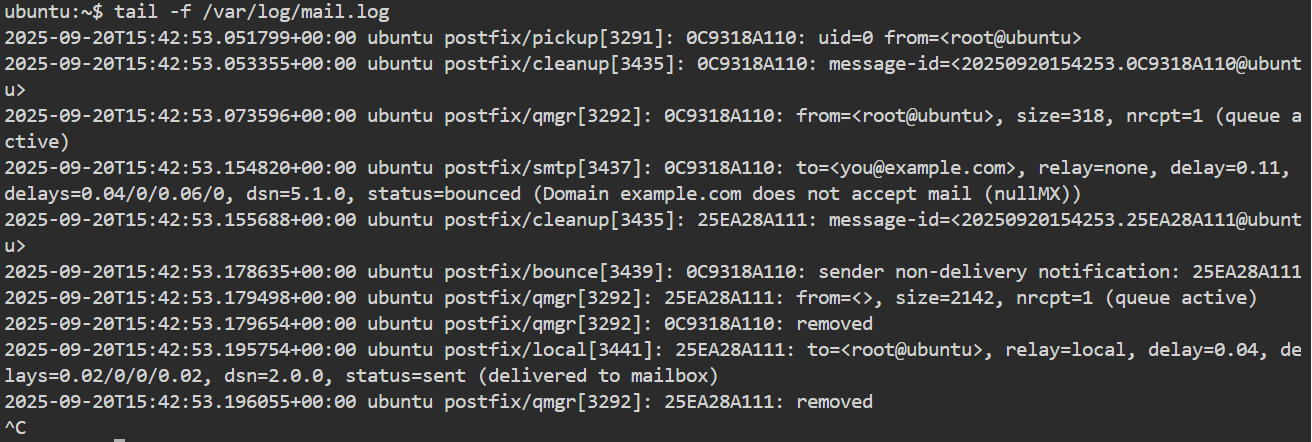 ubuntu:~$ tail -f /var/log/mail.log
2025-09-20T15:42:53.051799+00:00 ubuntu postfix/pickup[3291]: 0C9318A110: uid=0 from=<root@ubuntu>
2025-09-20T15:42:53.053355+00:00 ubuntu postfix/cleanup[3435]: 0C9318A110: message-id=<20250920154253.0C9318A110@ubunt
u>
2025-09-20T15:42:53.073596+00:00 ubuntu postfix/qmgr[3292]: 0C9318A110: from=<root@ubuntu>, size=318, nrcpt=1 (queue a
ctive)
2025-09-20T15:42:53.154820+00:00 ubuntu postfix/smtp[3437]: 0C9318A110: to=<you@example.com>, relay=none, delay=0.11,
delays=0.04/0/0.06/0, dsn=5.1.0, status=bounced (Domain example.com does not accept mail (nullMX))
2025-09-20T15:42:53.155688+00:00 ubuntu postfix/cleanup[3435]: 25EA28A111: message-id=<20250920154253.25EA28A111@ubunt
u>
2025-09-20T15:42:53.178635+00:00 ubuntu postfix/bounce[3439]: 0C9318A110: sender non-delivery notification: 25EA28A111
2025-09-20T15:42:53.179498+00:00 ubuntu postfix/qmgr[3292]: 25EA28A111: from=<>, size=2142, nrcpt=1 (queue active)
2025-09-20T15:42:53.179654+00:00 ubuntu postfix/qmgr[3292]: 0C9318A110: removed
2025-09-20T15:42:53.195754+00:00 ubuntu postfix/local[3441]: 25EA28A111: to=<root@ubuntu>, relay=local, delay=0.04, de
lays=0.02/0/0/0.02, dsn=2.0.0, status=sent (delivered to mailbox)
2025-09-20T15:42:53.196055+00:00 ubuntu postfix/qmgr[3292]: 25EA28A111: removed
^C